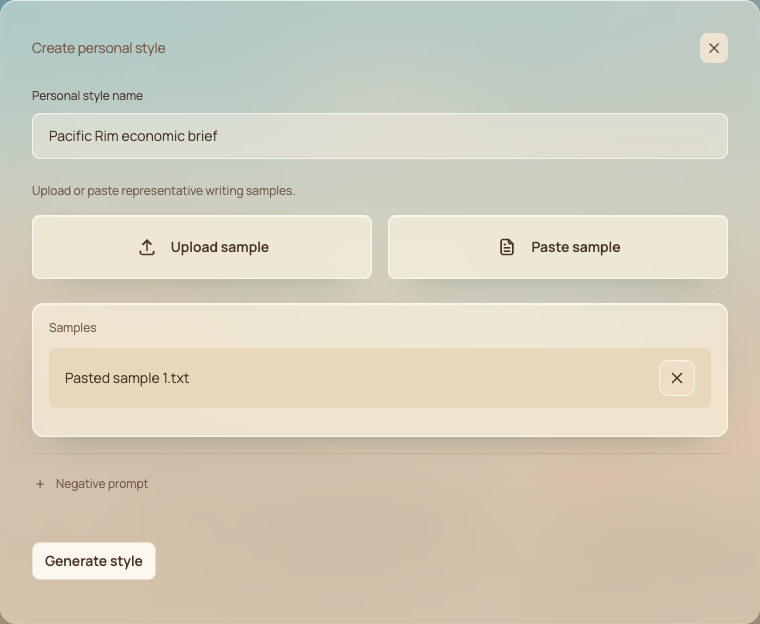 Create personal style
Personal style name
Pacific Rim economic brief
Upload or paste representative writing samples.
Upload sample
Paste sample
Samples
Pasted sample 1.txt
Negative prompt
Generate style